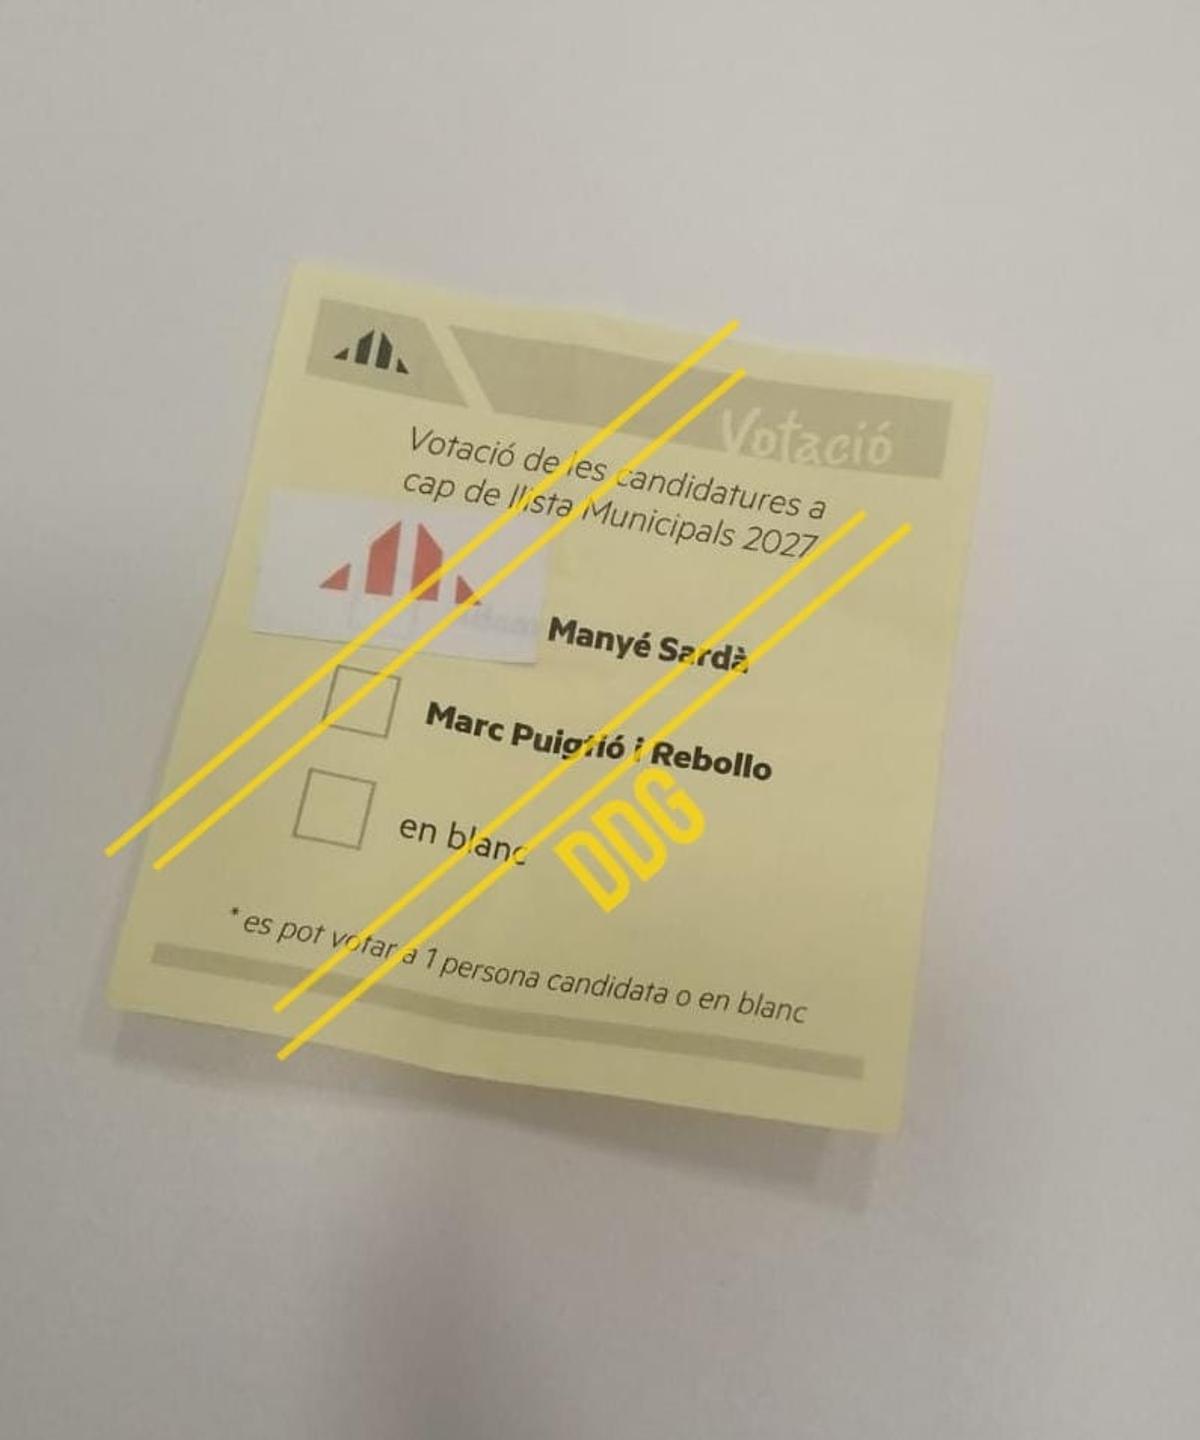 Votació
Votació de les candidatures a
cap de llista Municipals 2027
Manyé Sardà
Marc Puigtió i Rebollo
en blanc
DDG
* es pot votar a 1 persona candidata o en blanc